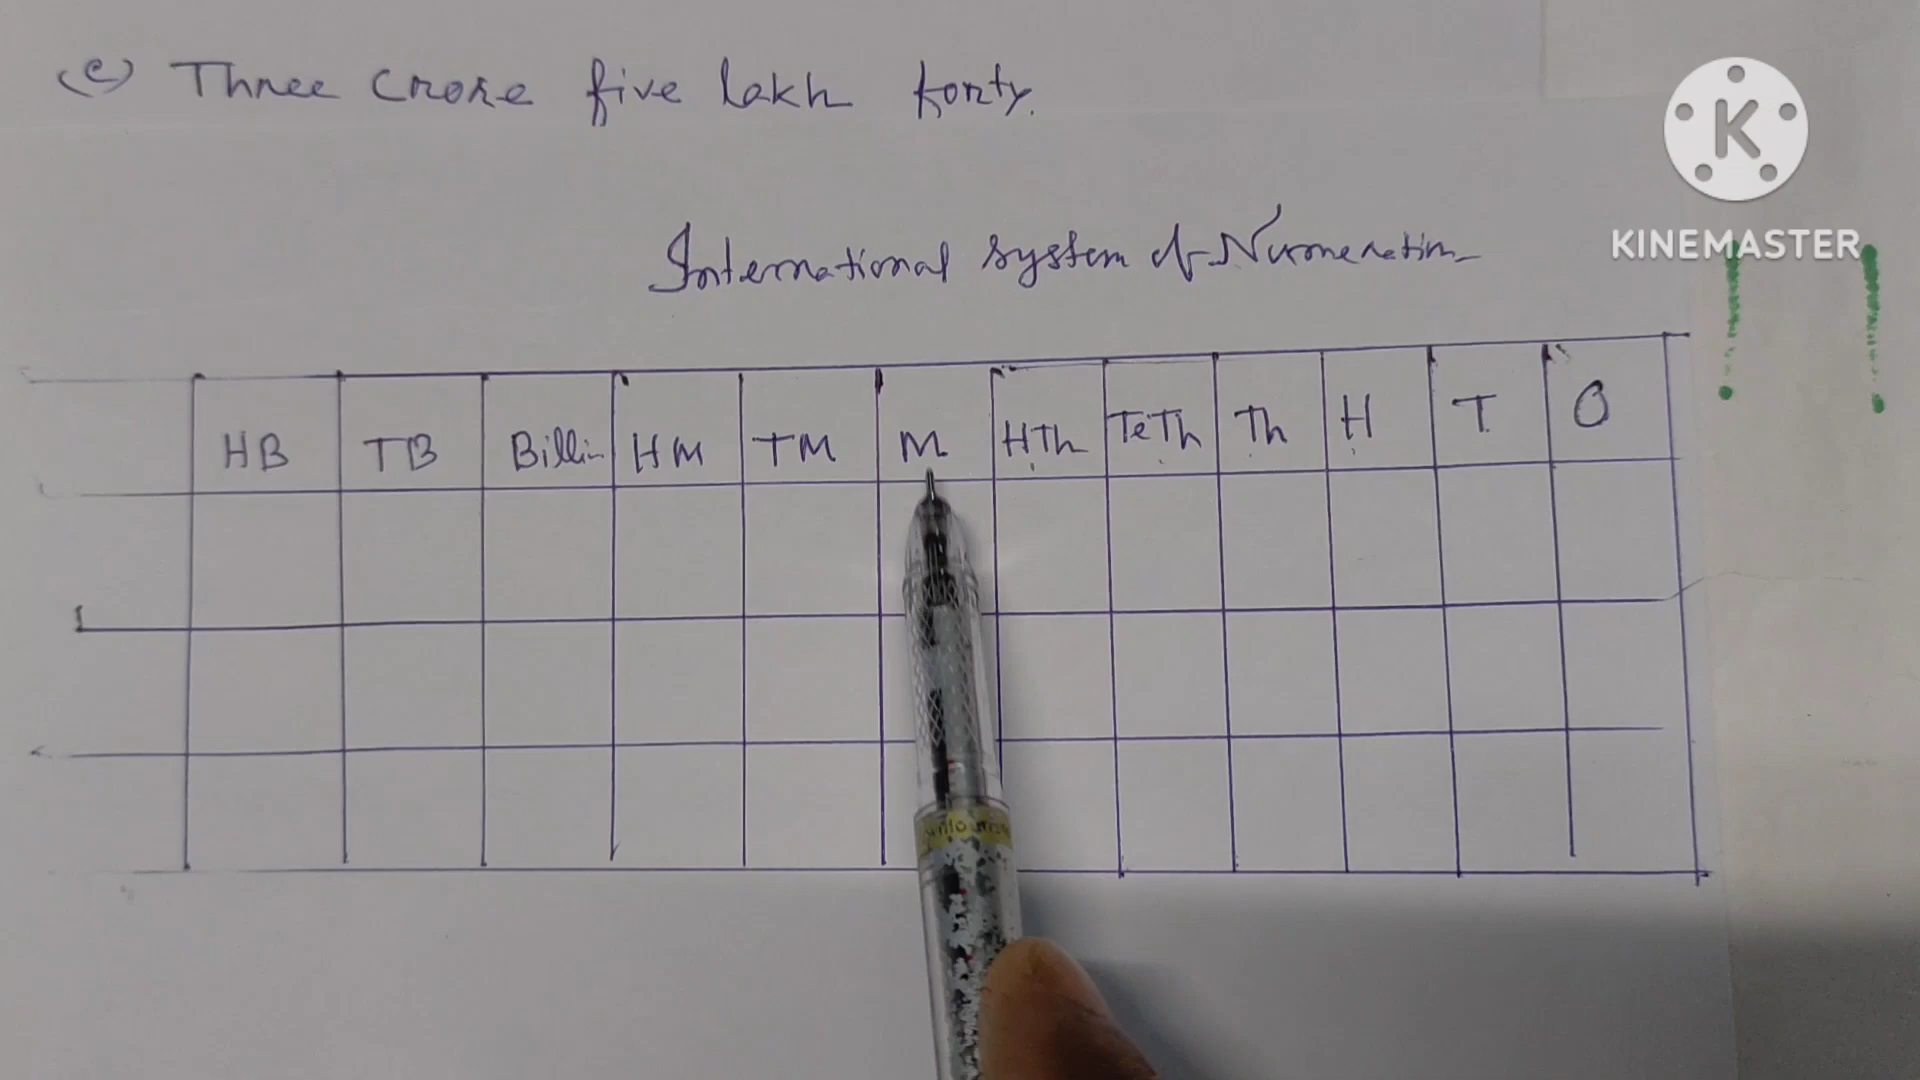 (e) Three Crore five lakh forty.
K
KINEMASTER
International system of Numeration
HB TB Billion HM TM M HTh TeTh Th H T O